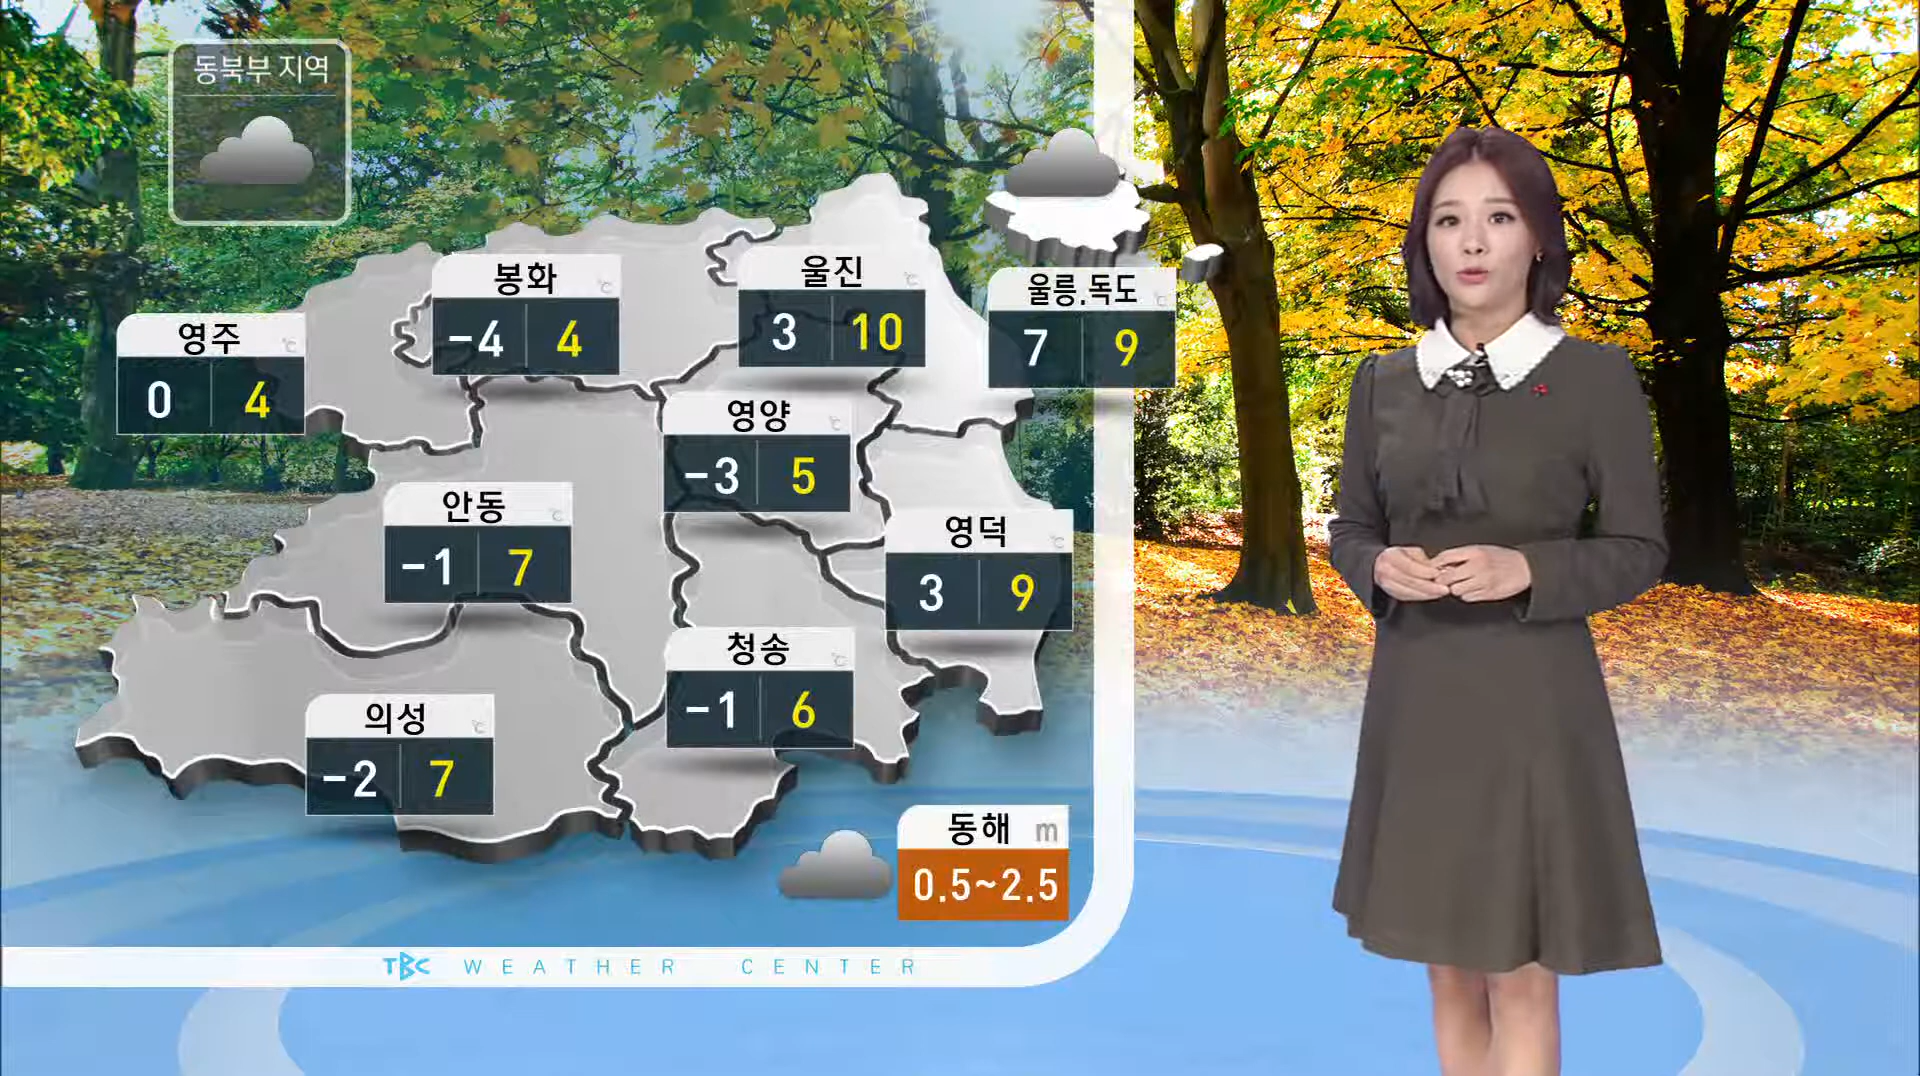 동북부 지역
봉화 ℃
-4 4
울진 ℃
3 10
울릉.독도 ℃
7 9
영주 ℃
0 4
영양 ℃
-3 5
안동 ℃
-1 7
영덕 ℃
3 9
청송 ℃
-1 6
의성 ℃
-2 7
동해 m
0.5~2.5
TBC WEATHER CENTER